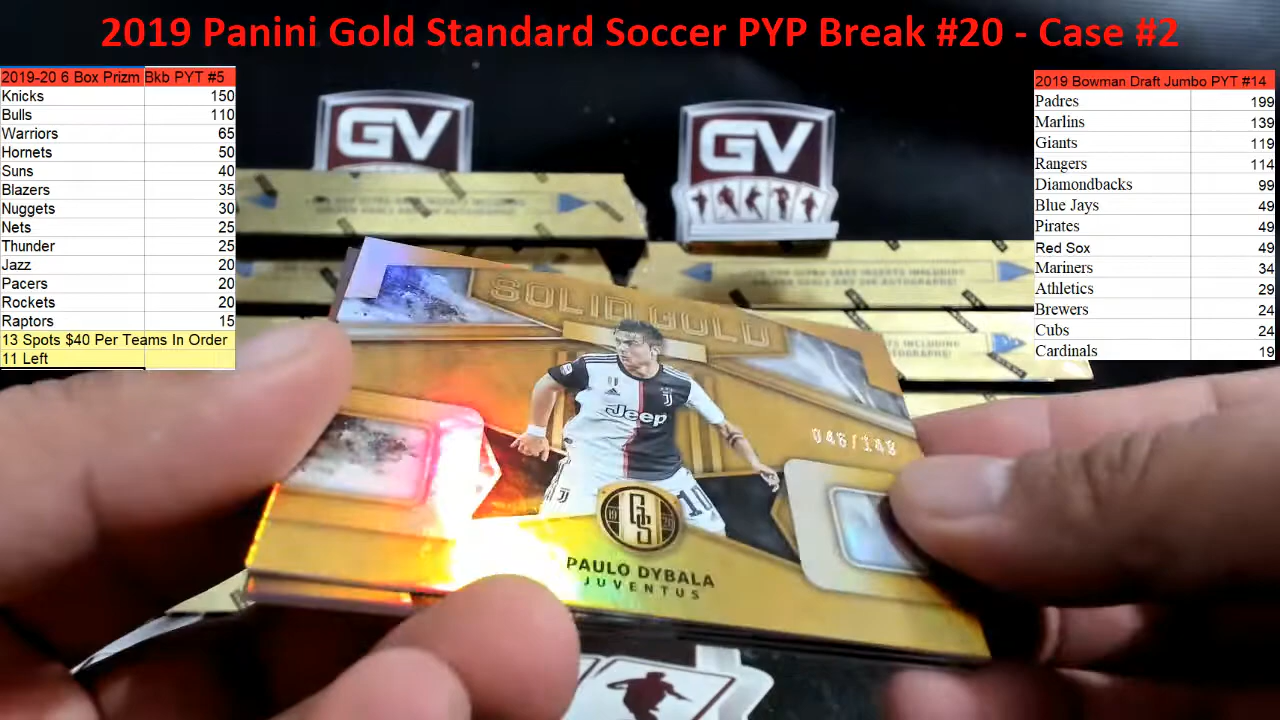 2019 Panini Gold Standard Soccer PYP Break #20 - Case #2
2019-20 6 Box Prizm Bkb PYT #5
Knicks 150
Bulls 110
Warriors 65
Hornets 50
Suns 40
Blazers 35
Nuggets 30
Nets 25
Thunder 25
Jazz 20
Pacers 20
Rockets 20
Raptors 15
13 Spots $40 Per Teams In Order
11 Left
2019 Bowman Draft Jumbo PYT #14
Padres 199
Marlins 139
Giants 119
Rangers 114
Diamondbacks 99
Blue Jays 49
Pirates 49
Red Sox 49
Mariners 34
Athletics 29
Brewers 24
Cubs 24
Cardinals 19
GV
GV
SOLID GOLD
Jeep
10
GS
PAULO DYBALA
JUVENTUS